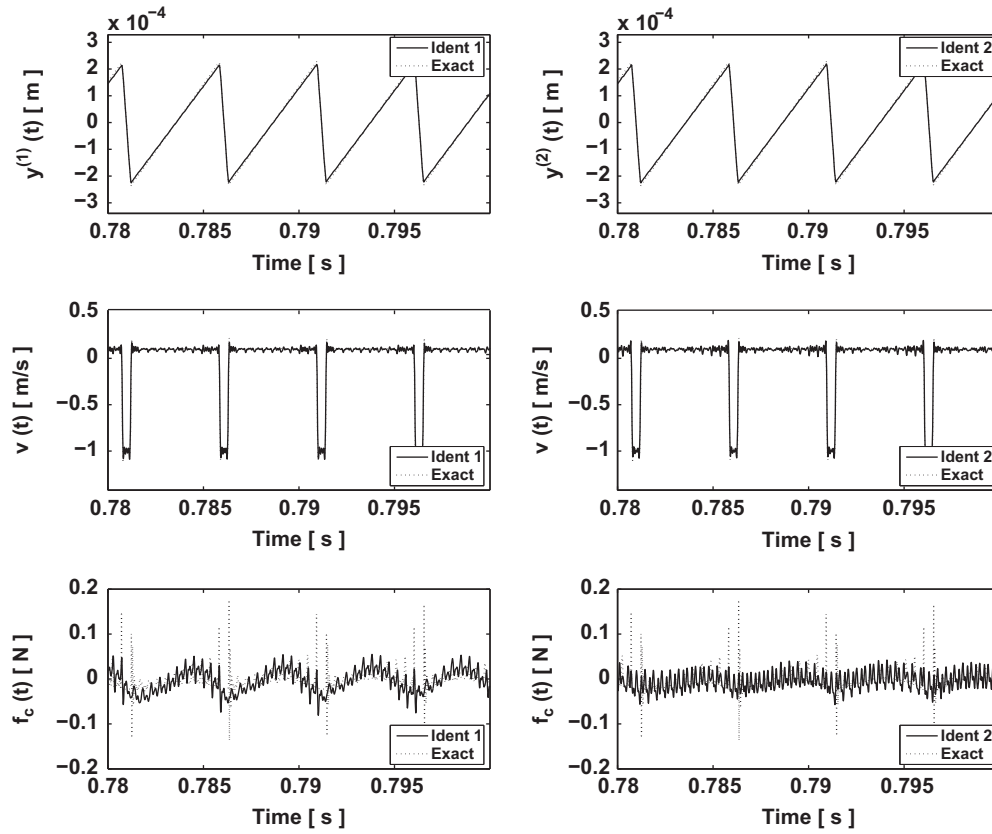 x 10⁻⁴
3
2
1
0
−1
−2
−3
y⁽¹⁾ (t) [ m ]
Ident 1
Exact
0.78
0.785
0.79
0.795
Time [ s ]
x 10⁻⁴
3
2
1
0
−1
−2
−3
y⁽²⁾ (t) [ m ]
Ident 2
Exact
0.78
0.785
0.79
0.795
Time [ s ]
0.5
0
−0.5
−1
v (t) [ m/s ]
Ident 1
Exact
0.78
0.785
0.79
0.795
Time [ s ]
0.5
0
−0.5
−1
v (t) [ m/s ]
Ident 2
Exact
0.78
0.785
0.79
0.795
Time [ s ]
0.2
0.1
0
−0.1
−0.2
f_c (t) [ N ]
Ident 1
Exact
0.78
0.785
0.79
0.795
Time [ s ]
0.2
0.1
0
−0.1
−0.2
f_c (t) [ N ]
Ident 2
Exact
0.78
0.785
0.79
0.795
Time [ s ]